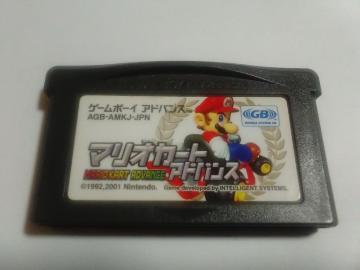 ゲームボーイ アドバンス
AGB-AMKJ-JPN
GB
マリオカート
MARIO KART ADVANCE
アドバンス
©1992,2001 Nintendo.
Game developed by INTELLIGENT SYSTEMS.